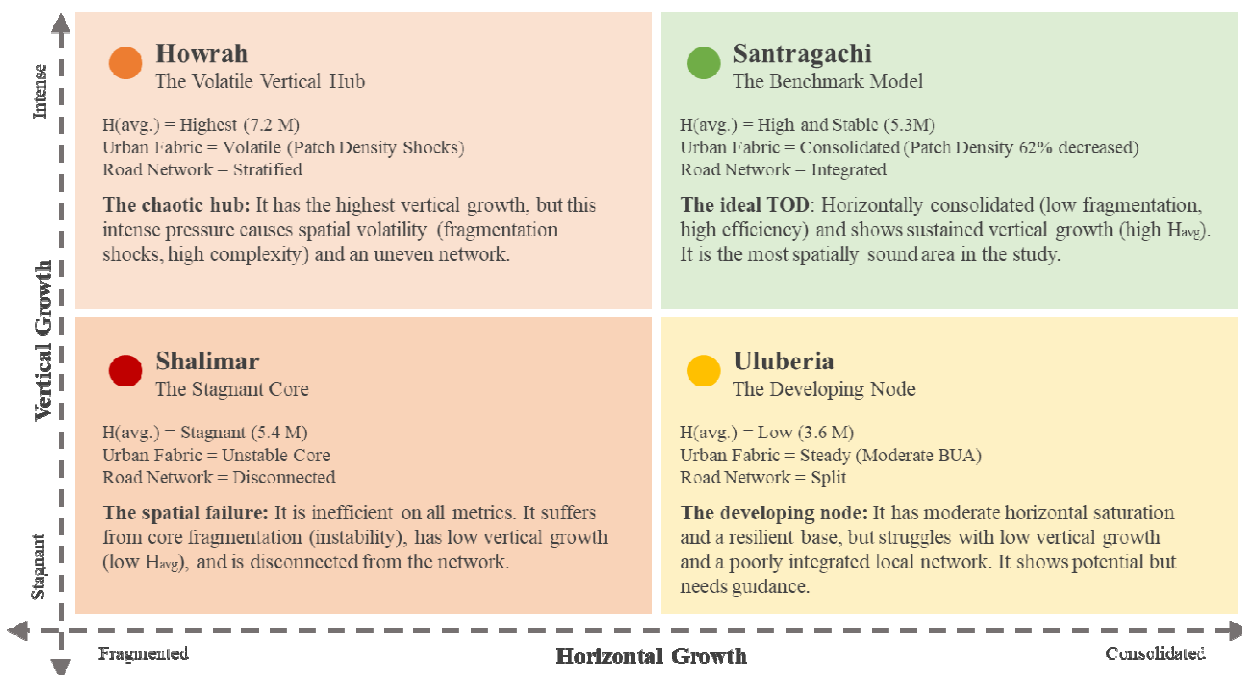 Intense
Vertical Growth
Stagnant
Howrah
The Volatile Vertical Hub
H(avg.) = Highest (7.2 M)
Urban Fabric = Volatile (Patch Density Shocks)
Road Network = Stratified
The chaotic hub: It has the highest vertical growth, but this
intense pressure causes spatial volatility (fragmentation
shocks, high complexity) and an uneven network.
Santragachi
The Benchmark Model
H(avg.) = High and Stable (5.3M)
Urban Fabric = Consolidated (Patch Density 62% decreased)
Road Network = Integrated
The ideal TOD: Horizontally consolidated (low fragmentation,
high efficiency) and shows sustained vertical growth (high Havg).
It is the most spatially sound area in the study.
Shalimar
The Stagnant Core
H(avg.) = Stagnant (5.4 M)
Urban Fabric = Unstable Core
Road Network = Disconnected
The spatial failure: It is inefficient on all metrics. It suffers
from core fragmentation (instability), has low vertical growth
(low Havg), and is disconnected from the network.
Uluberia
The Developing Node
H(avg.) = Low (3.6 M)
Urban Fabric = Steady (Moderate BUA)
Road Network = Split
The developing node: It has moderate horizontal saturation
and a resilient base, but struggles with low vertical growth
and a poorly integrated local network. It shows potential but
needs guidance.
Fragmented
Horizontal Growth
Consolidated